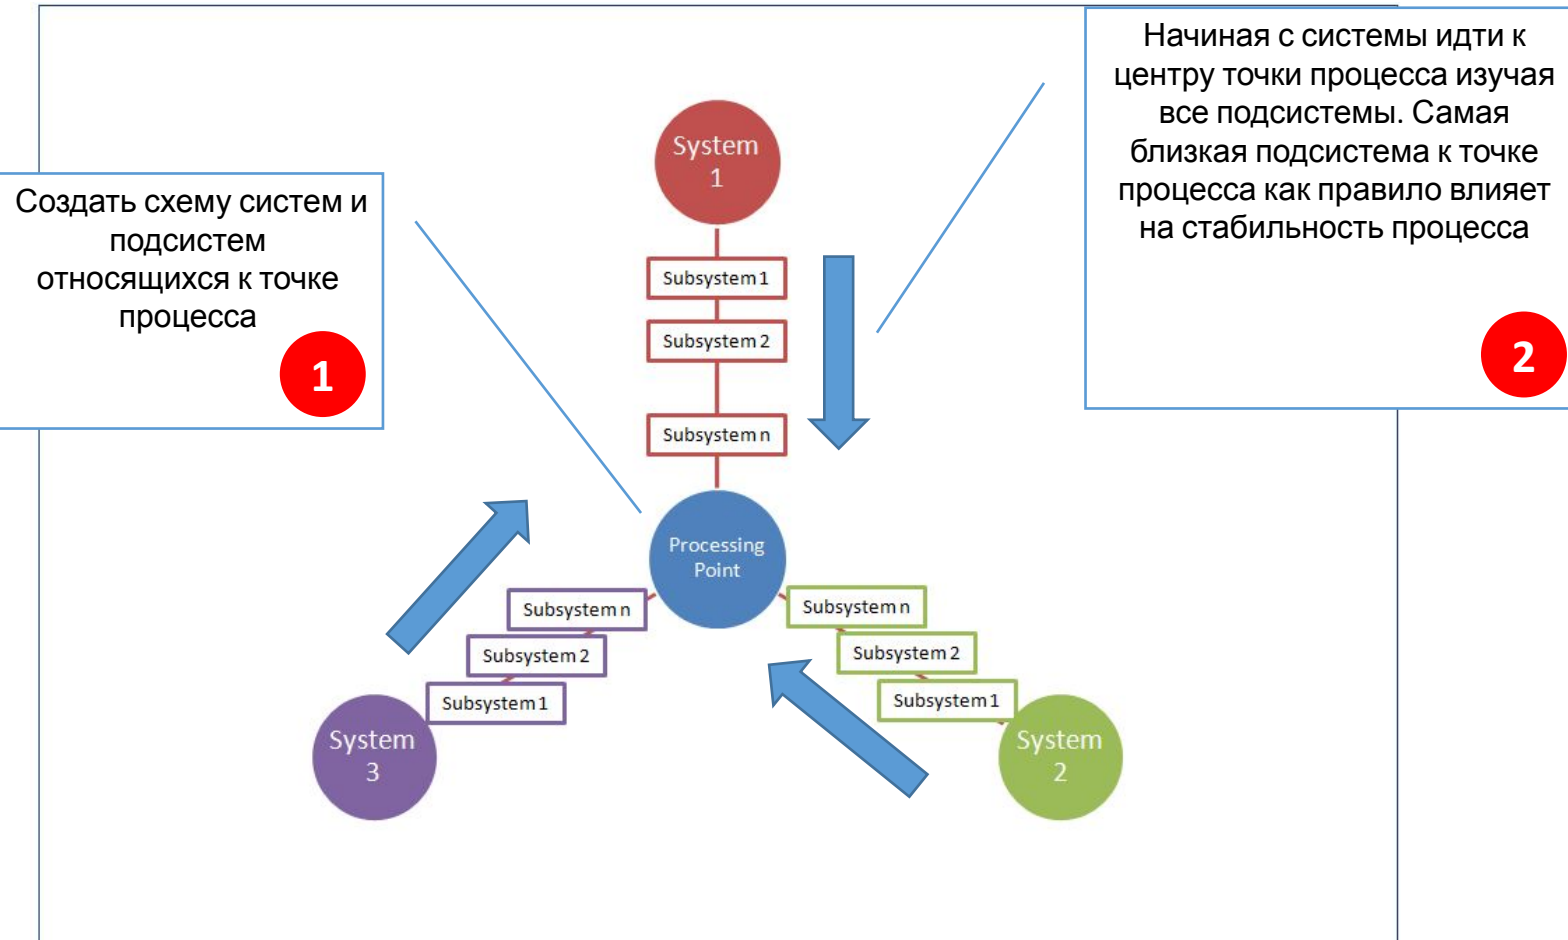 Создать схему систем и
подсистем
относящихся к точке
процесса
1
Начиная с системы идти к
центру точки процесса изучая
все подсистемы. Самая
близкая подсистема к точке
процесса как правило влияет
на стабильность процесса
2
System
1
Subsystem 1
Subsystem 2
Subsystem n
Processing
Point
Subsystem n
Subsystem 2
Subsystem 1
System
3
Subsystem n
Subsystem 2
Subsystem 1
System
2